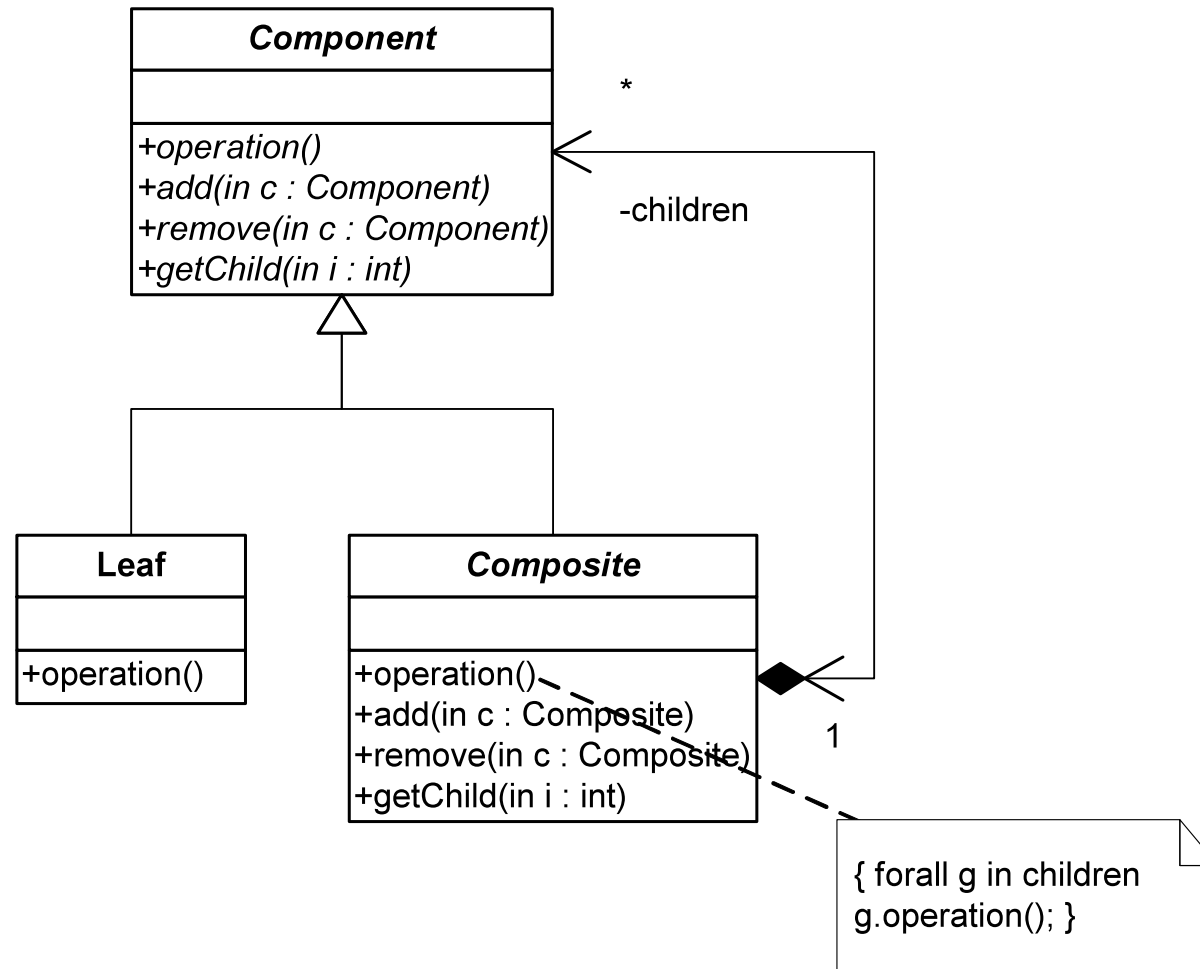 Component
+operation()
+add(in c : Component)
+remove(in c : Component)
+getChild(in i : int)
*
-children
Leaf
+operation()
Composite
+operation()
+add(in c : Composite)
+remove(in c : Composite)
+getChild(in i : int)
1
{ forall g in children
g.operation(); }